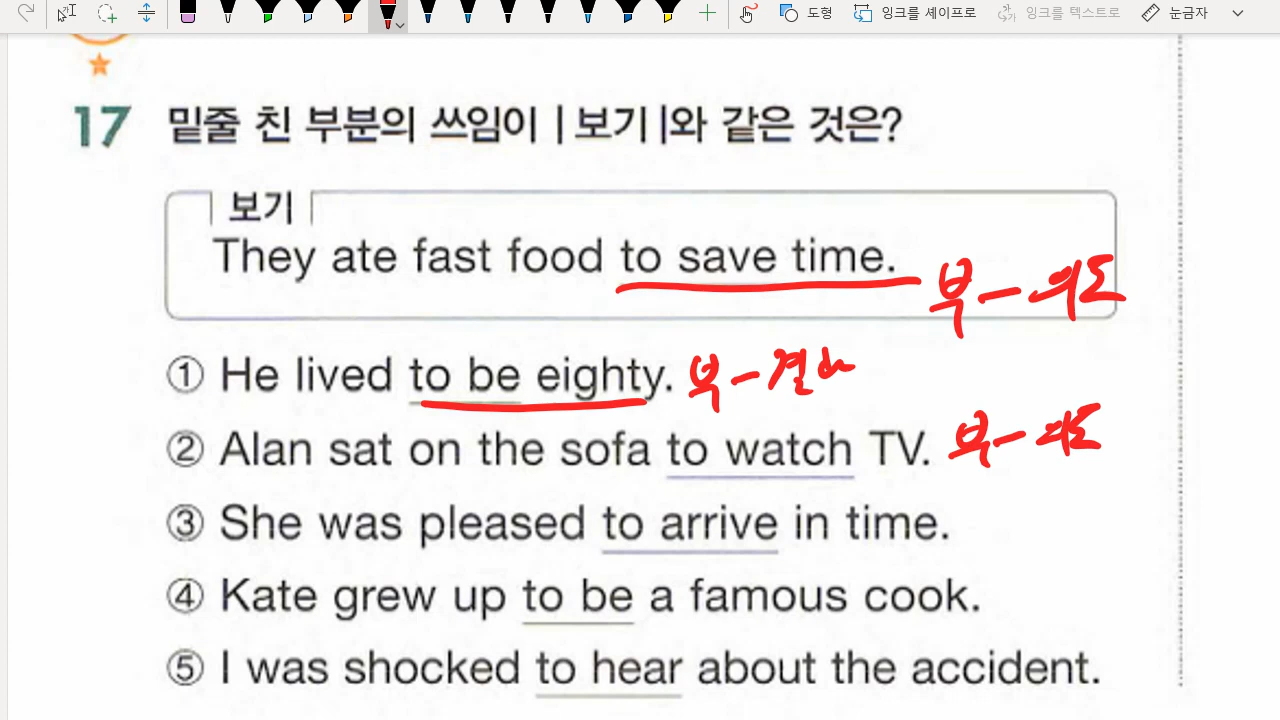 도형 잉크를 셰이프로 잉크를 텍스트로 눈금자
17 밑줄 친 부분의 쓰임이 |보기|와 같은 것은?
보기
They ate fast food to save time.
부-의도
① He lived to be eighty. 부-결과
② Alan sat on the sofa to watch TV. 부-의도
③ She was pleased to arrive in time.
④ Kate grew up to be a famous cook.
⑤ I was shocked to hear about the accident.